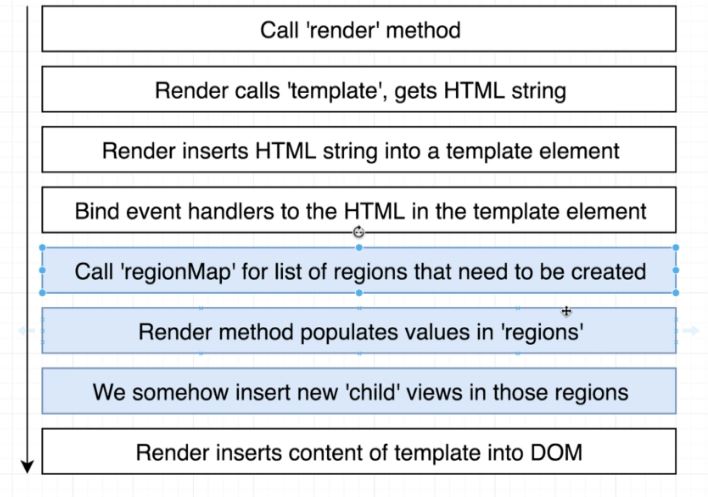 Call 'render' method
Render calls 'template', gets HTML string
Render inserts HTML string into a template element
Bind event handlers to the HTML in the template element
Call 'regionMap' for list of regions that need to be created
Render method populates values in 'regions'
We somehow insert new 'child' views in those regions
Render inserts content of template into DOM